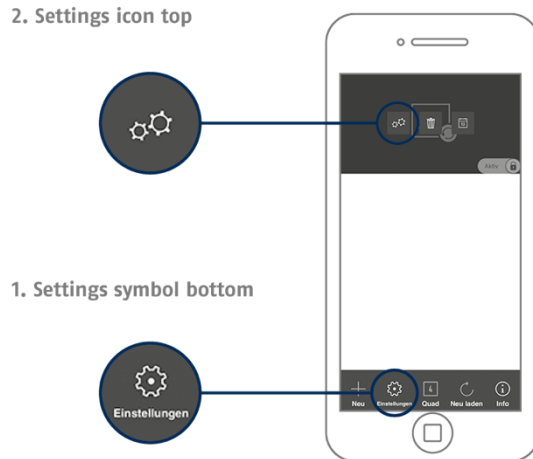 2. Settings icon top
1. Settings symbol bottom
Einstellungen
Neu
Einstellungen
Quad
Neu laden
Info